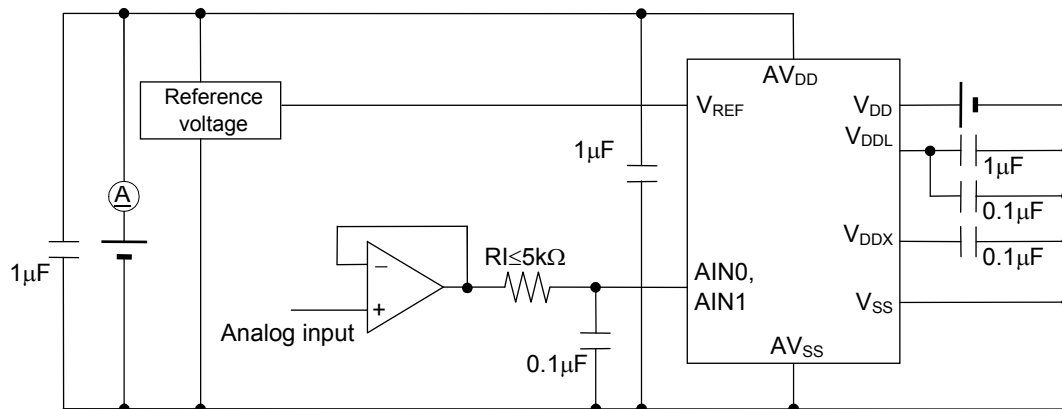 AVDD
Reference
voltage
VREF
VDD
VDDL
1μF
1μF
A
0.1μF
VDDX
0.1μF
1μF
RI≤5kΩ
−
AIN0,
AIN1
+
VSS
Analog input
0.1μF
AVSS